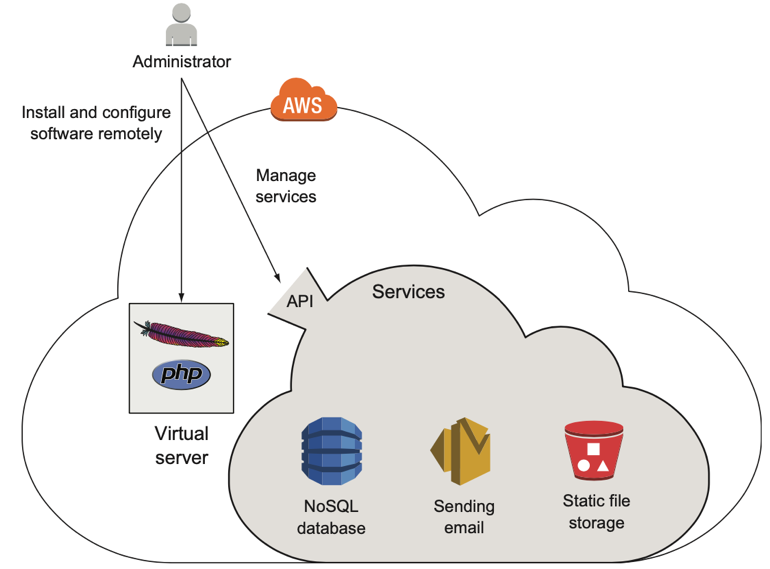 Administrator
Install and configure
software remotely
AWS
Manage
services
API
Services
php
Virtual
server
NoSQL
database
Sending
email
Static file
storage